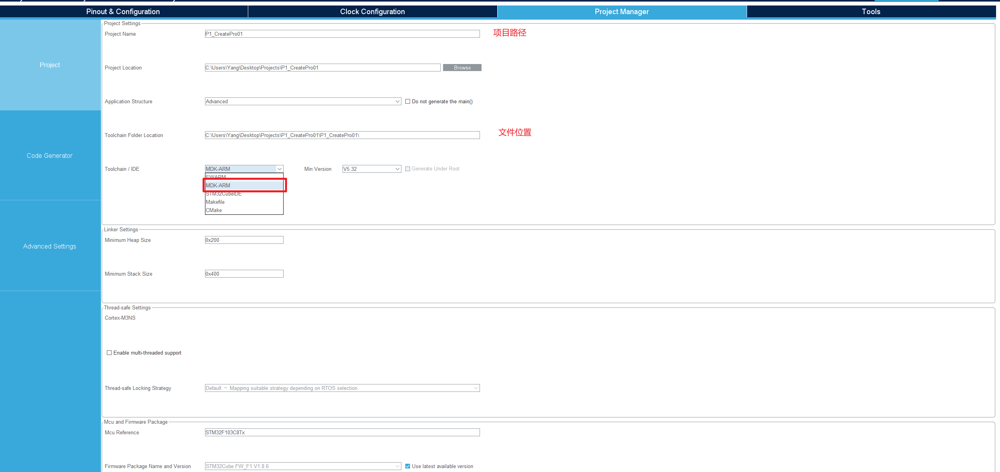 Pinout & Configuration
Clock Configuration
Project Manager
Tools
Project
Code Generator
Advanced Settings
Project Settings
Project Name
P1_CreatePro01
项目路径
Project Location
C:\Users\Yang\Desktop\Projects\P1_CreatePro01
Browse
Application Structure
Advanced
Do not generate the main()
Toolchain Folder Location
C:\Users\Yang\Desktop\Projects\P1_CreatePro01\P1_CreatePro01\
文件位置
Toolchain / IDE
MDK-ARM
Min Version
V5.32
Generate Under Root
EWARM
MDK-ARM
STM32CubeIDE
Makefile
CMake
Linker Settings
Minimum Heap Size
0x200
Minimum Stack Size
0x400
Thread-safe Settings
Cortex-M3NS
Enable multi-threaded support
Thread-safe Locking Strategy
Default － Mapping suitable strategy depending on RTOS selection.
Mcu and Firmware Package
Mcu Reference
STM32F103C8Tx
Firmware Package Name and Version
STM32Cube FW_F1 V1.8.6
Use latest available version